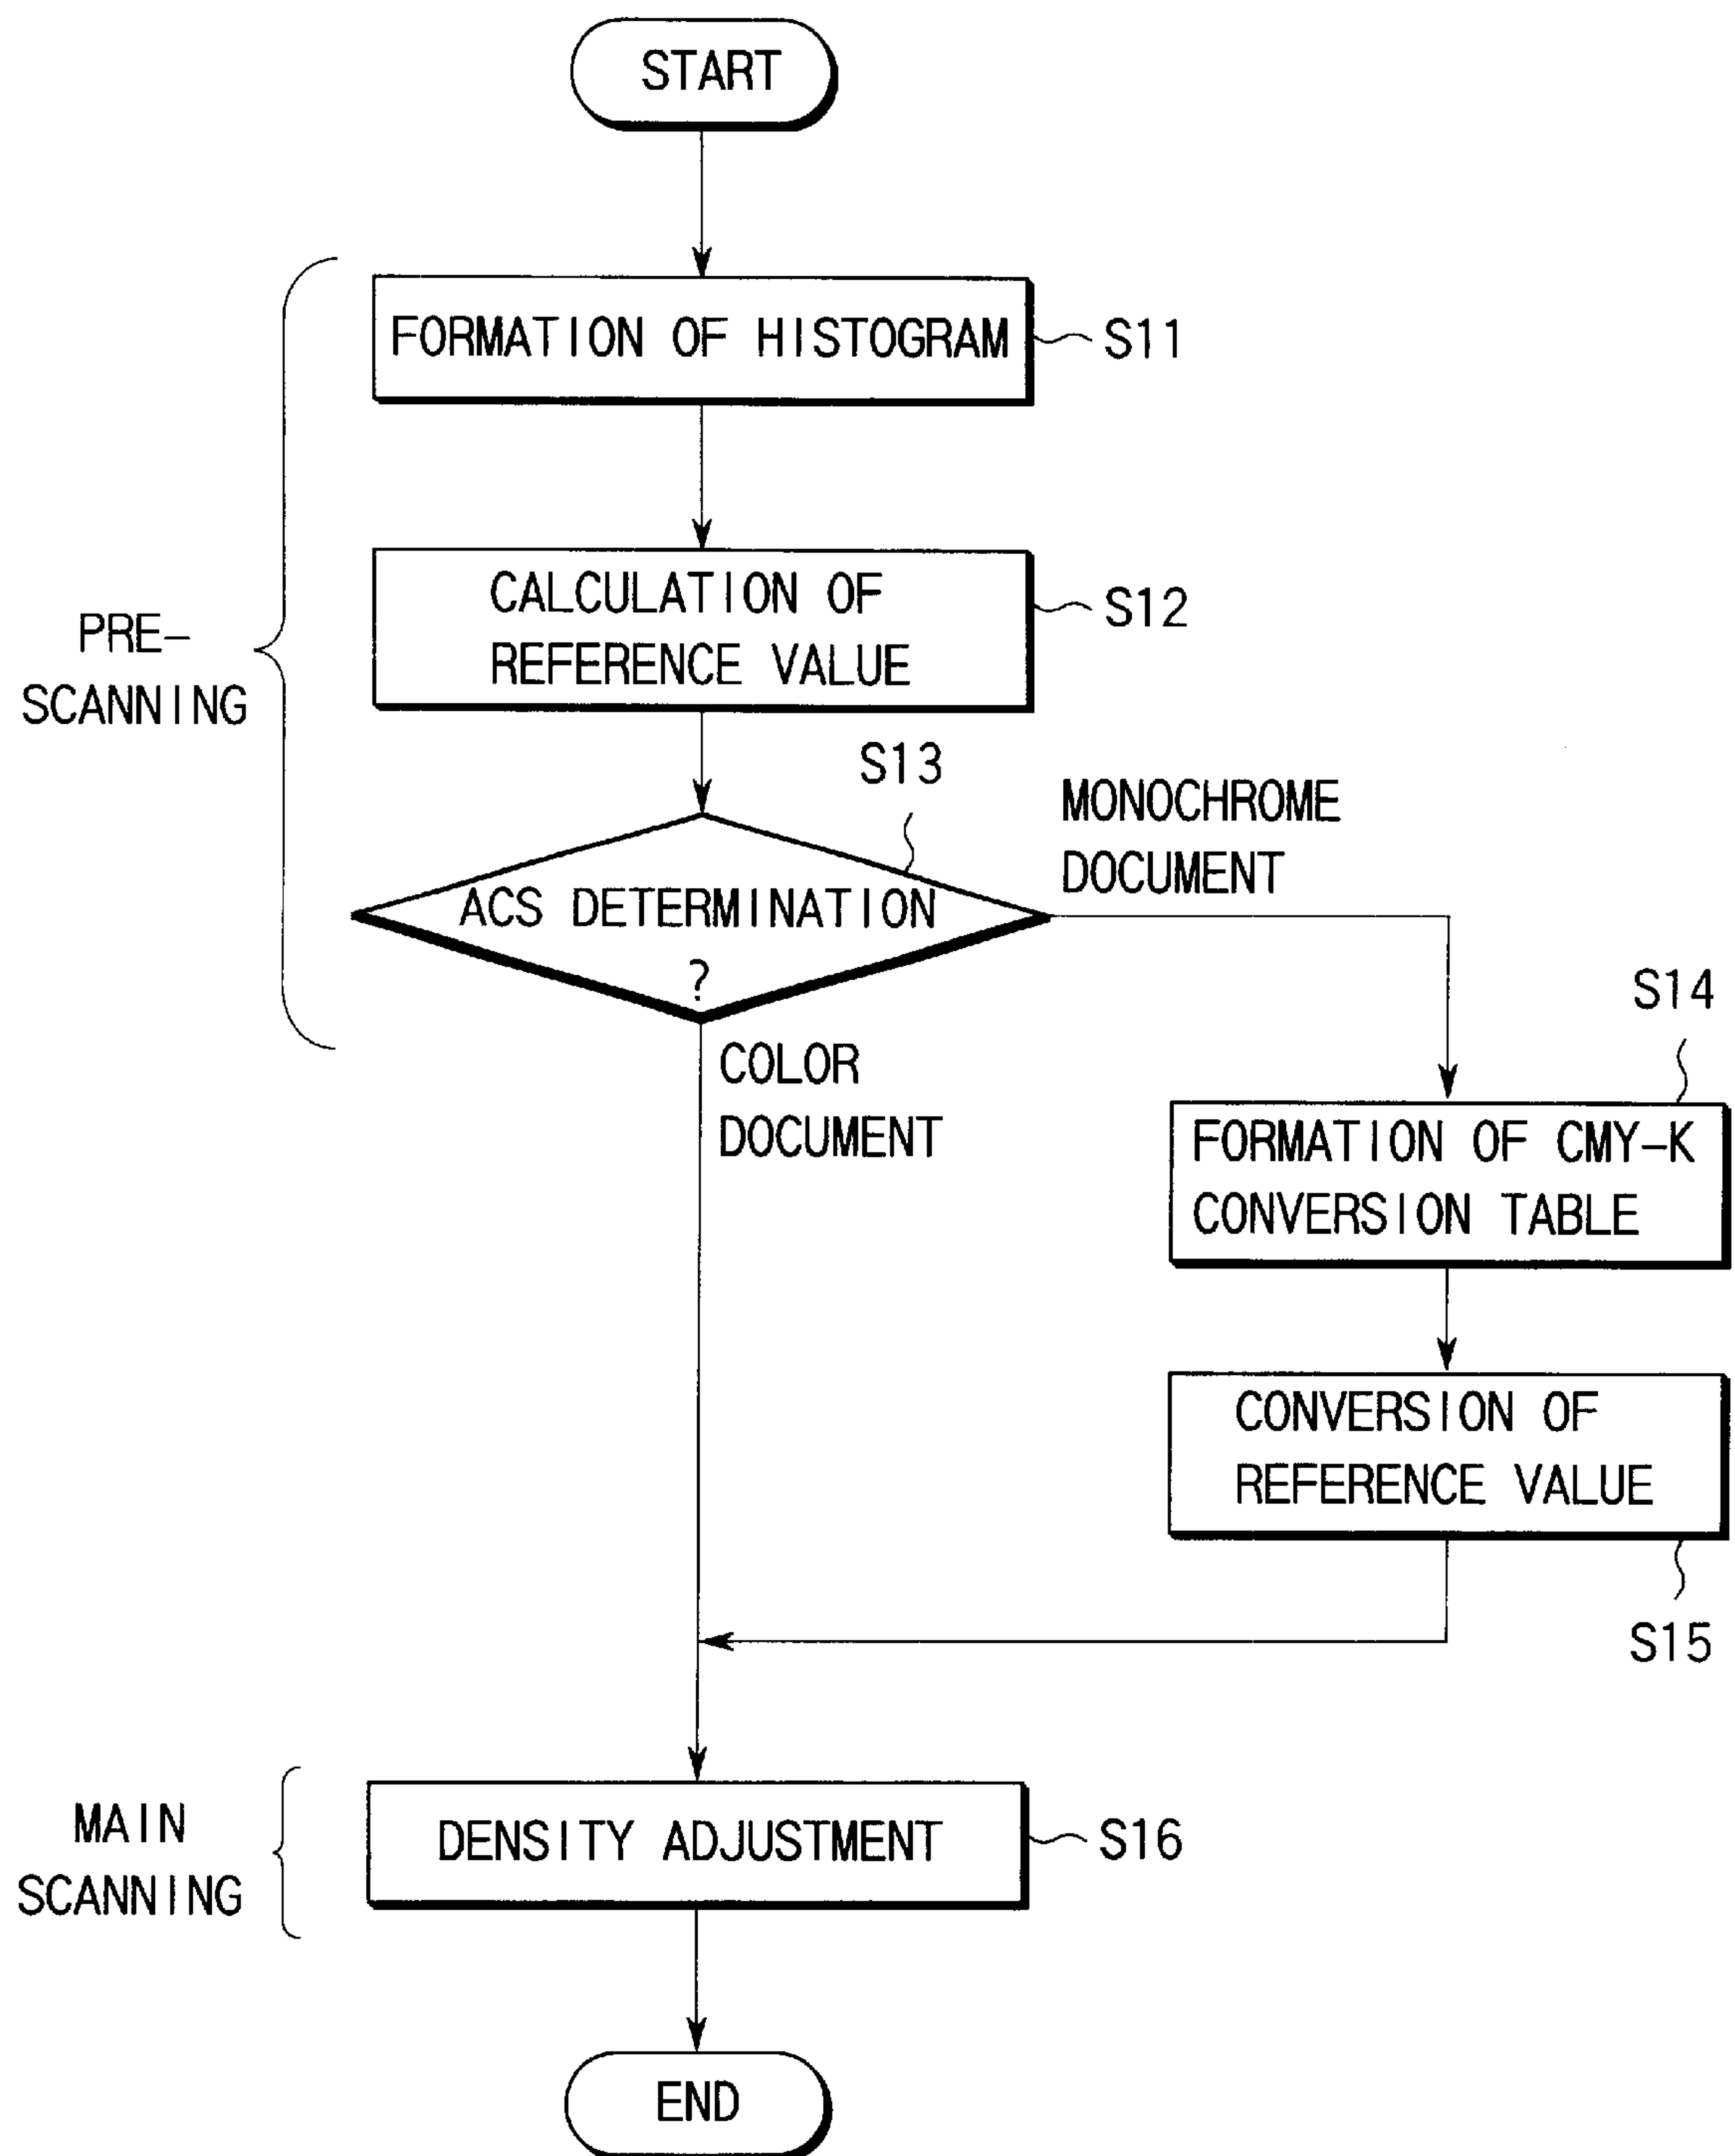 START
FORMATION OF HISTOGRAM
S11
CALCULATION OF
REFERENCE VALUE
S12
PRE-
SCANNING
S13
ACS DETERMINATION
?
MONOCHROME
DOCUMENT
COLOR
DOCUMENT
S14
FORMATION OF CMY-K
CONVERSION TABLE
CONVERSION OF
REFERENCE VALUE
S15
MAIN
SCANNING
DENSITY ADJUSTMENT
S16
END